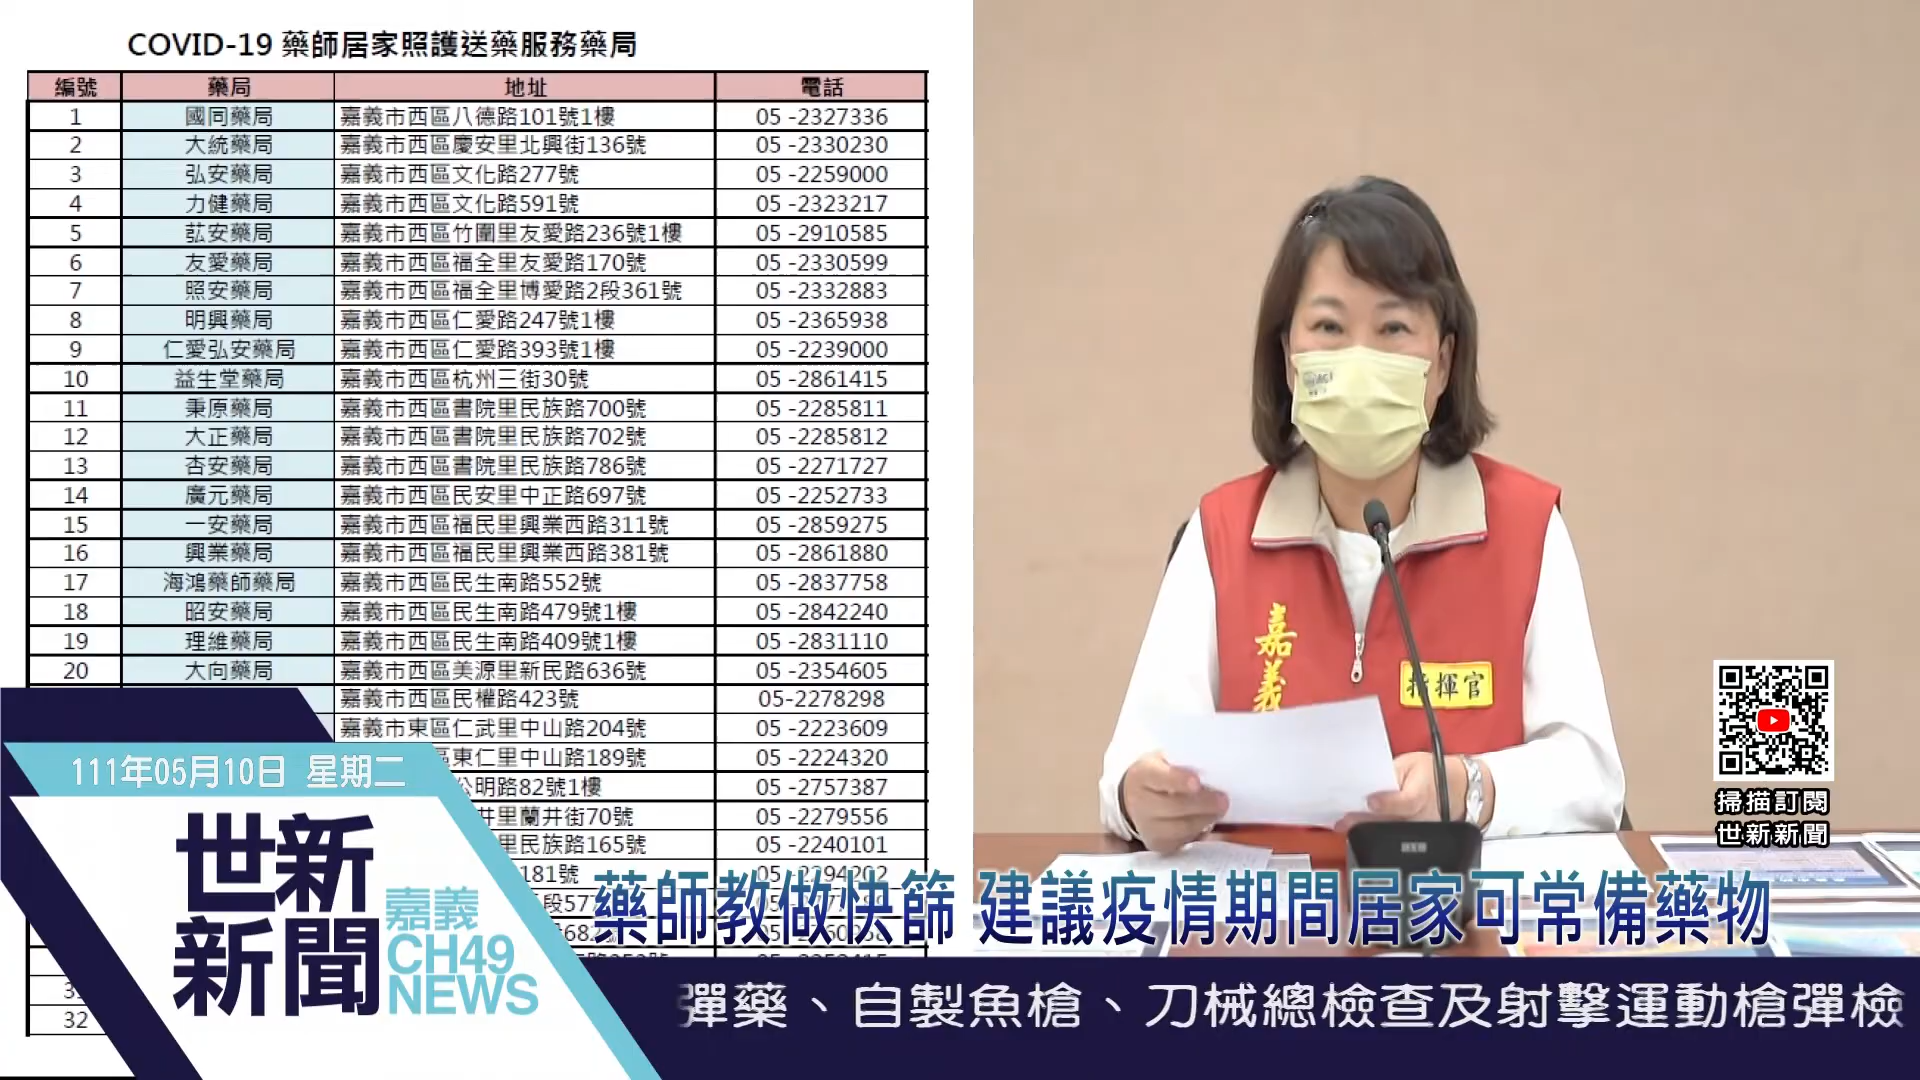 COVID-19 藥師居家照護送藥服務藥局
編號 藥局 地址 電話
1 國同藥局 嘉義市西區八德路101號1樓 05 -2327336
2 大統藥局 嘉義市西區慶安里北興街136號 05 -2330230
3 弘安藥局 嘉義市西區文化路277號 05 -2259000
4 力健藥局 嘉義市西區文化路591號 05 -2323217
5 莊安藥局 嘉義市西區竹圍里友愛路236號1樓 05 -2910585
6 友愛藥局 嘉義市西區福全里友愛路170號 05 -2330599
7 照安藥局 嘉義市西區福全里博愛路2段361號 05 -2332883
8 明興藥局 嘉義市西區仁愛路247號1樓 05 -2365938
9 仁愛弘安藥局 嘉義市西區仁愛路393號1樓 05 -2239000
10 益生堂藥局 嘉義市西區杭州三街30號 05 -2861415
11 秉原藥局 嘉義市西區書院里民族路700號 05 -2285811
12 大正藥局 嘉義市西區書院里民族路702號 05 -2285812
13 杏安藥局 嘉義市西區書院里民族路786號 05 -2271727
14 廣元藥局 嘉義市西區民安里中正路697號 05 -2252733
15 一安藥局 嘉義市西區福民里興業西路311號 05 -2859275
16 興業藥局 嘉義市西區福民里興業西路381號 05 -2861880
17 海鴻藥師藥局 嘉義市西區民生南路552號 05 -2837758
18 昭安藥局 嘉義市西區民生南路479號1樓 05 -2842240
19 理維藥局 嘉義市西區民生南路409號1樓 05 -2831110
20 大向藥局 嘉義市西區美源里新民路636號 05 -2354605
嘉義市西區民權路423號 05-2278298
嘉義市東區仁武里中山路204號 05 -2223609
區東仁里中山路189號 05 -2224320
公明路82號1樓 05 -2757387
井里蘭井街70號 05 -2279556
里民族路165號 05 -2240101
181號 05 -2294202
段577
682
32
嘉義
指揮官
掃描訂閱
世新新聞
111年05月10日 星期二
世新
新聞
嘉義
CH49
NEWS
藥師教做快篩 建議疫情期間居家可常備藥物
彈藥、自製魚槍、刀械總檢查及射擊運動槍彈檢